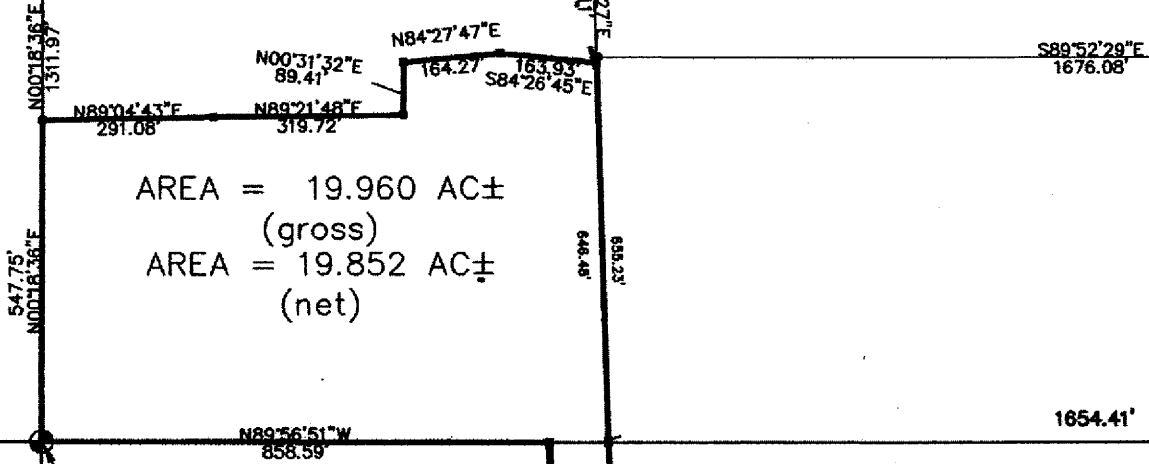 N00°18'36"E
1311.97'
N00°31'32"E
89.41'
N84°27'47"E
164.27'
163.93'
S84°26'45"E
27"E
S89°52'29"E
1676.08'
N89°04'43"E
291.08'
N89°21'48"E
319.72'
AREA = 19.960 AC±
(gross)
AREA = 19.852 AC±
(net)
547.75'
N00°18'36"E
646.46'
655.23'
N89°56'51"W
858.59'
1654.41'